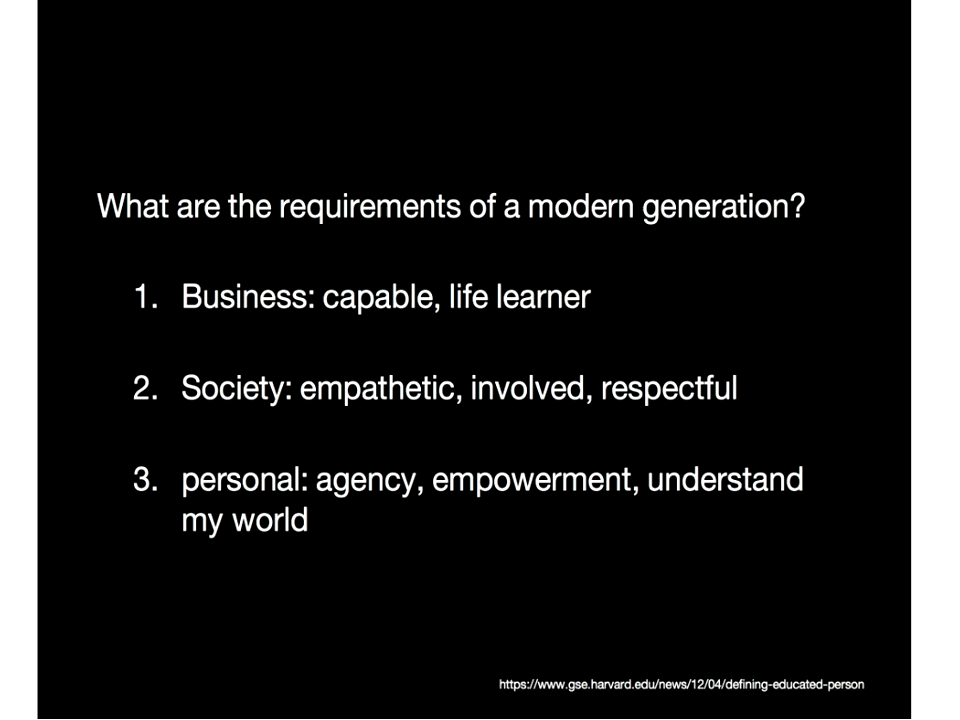 What are the requirements of a modern generation?
1. Business: capable, life learner
2. Society: empathetic, involved, respectful
3. personal: agency, empowerment, understand
my world
https://www.gse.harvard.edu/news/12/04/defining-educated-person